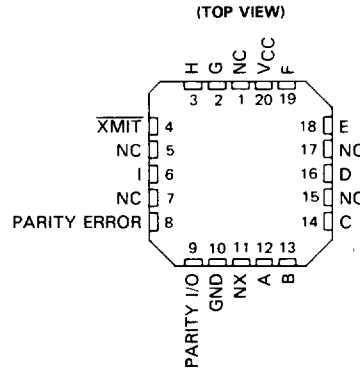 (TOP VIEW)
H G NC VCC F
3 2 1 20 19
XMIT 4
NC 5
I 6
NC 7
PARITY ERROR 8
18 E
17 NC
16 D
15 NC
14 C
9 10 11 12 13
PARITY I/O GND NX A B